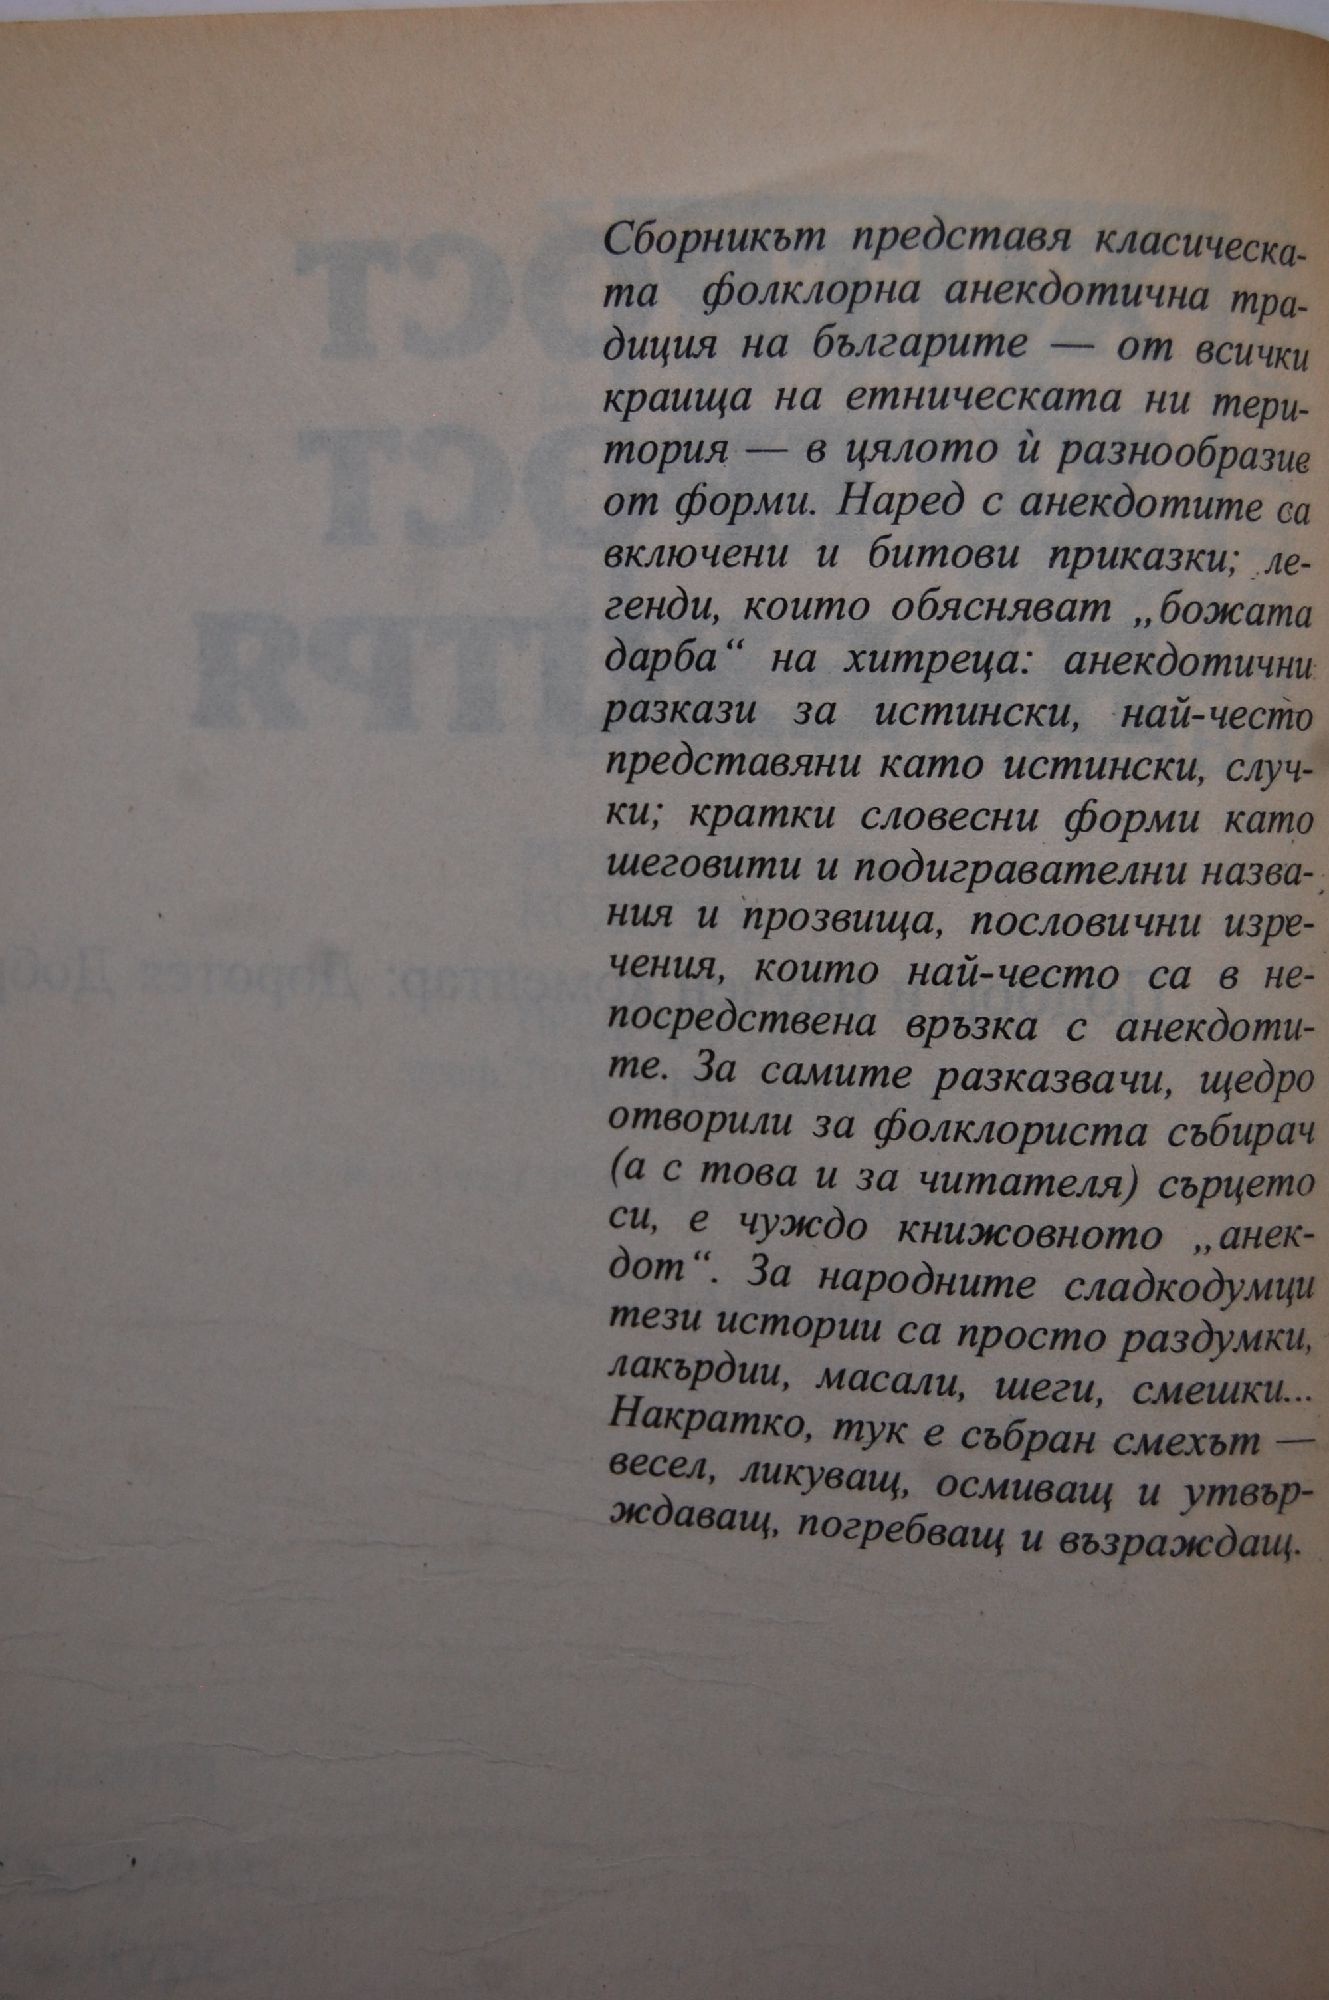 Сборникът представя класическа-
та фолклорна анекдотична тра-
диция на българите — от всички
краища на етническата ни тери-
тория — в цялото ѝ разнообразие
от форми. Наред с анекдотите са
включени и битови приказки; ле-
генди, които обясняват „божата
дарба“ на хитреца: анекдотични
разкази за истински, най-често
представяни като истински, случ-
ки; кратки словесни форми като
шеговити и подигравателни назва-
ния и прозвища, пословични изре-
чения, които най-често са в не-
посредствена връзка с анекдоти-
те. За самите разказвачи, щедро
отворили за фолклориста събирач
(а с това и за читателя) сърцето
си, е чуждо книжовното „анек-
дот“. За народните сладкодумци
тези истории са просто раздумки,
лакърдии, масали, шеги, смешки...
Накратко, тук е събран смехът —
весел, ликуващ, осмиващ и утвър-
ждаващ, погребващ и възраждащ.